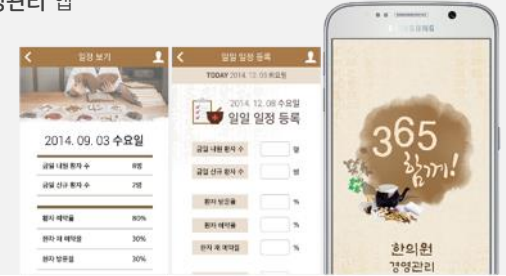 경영관리 앱
일정 보기
2014. 09. 03 수요일
금일 내원 환자 수 8명
금일 신규 환자 수 7명
환자 예약율 80%
환자 재 예약율 30%
환자 방문율 30%
일일 일정 등록
TODAY 2014. 12. 08
2014. 12. 08 수요일
일일 일정 등록
금일 내원 환자 수 명
금일 신규 환자 수 명
환자 방문율 %
환자 예약율 %
환자 재 예약율 %
365
함께!
한의원
경영관리